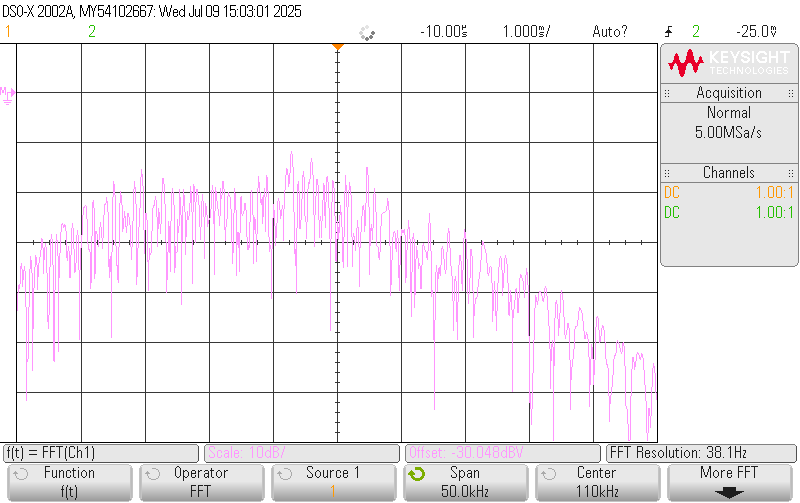 DSO-X 2002A, MY54102667: Wed Jul 09 15:03:01 2025
1 2 -10.00µs 1.000µs/ Auto? 2 -25.0V
M
KEYSIGHT
TECHNOLOGIES
Acquisition
Normal
5.00MSa/s
Channels
DC 1.00:1
DC 1.00:1
f(t) = FFT(Ch1) Scale: 10dB/ Offset: -30.048dBV FFT Resolution: 38.1Hz
Function Operator Source 1 Span Center More FFT
f(t) FFT 1 50.0kHz 110kHz